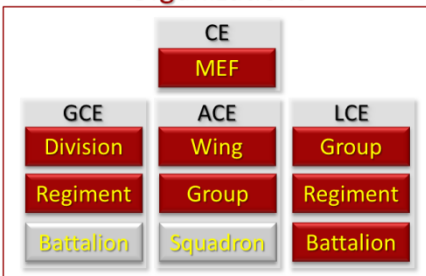 CE
MEF
GCE ACE LCE
Division Wing Group
Regiment Group Regiment
Battalion Squadron Battalion